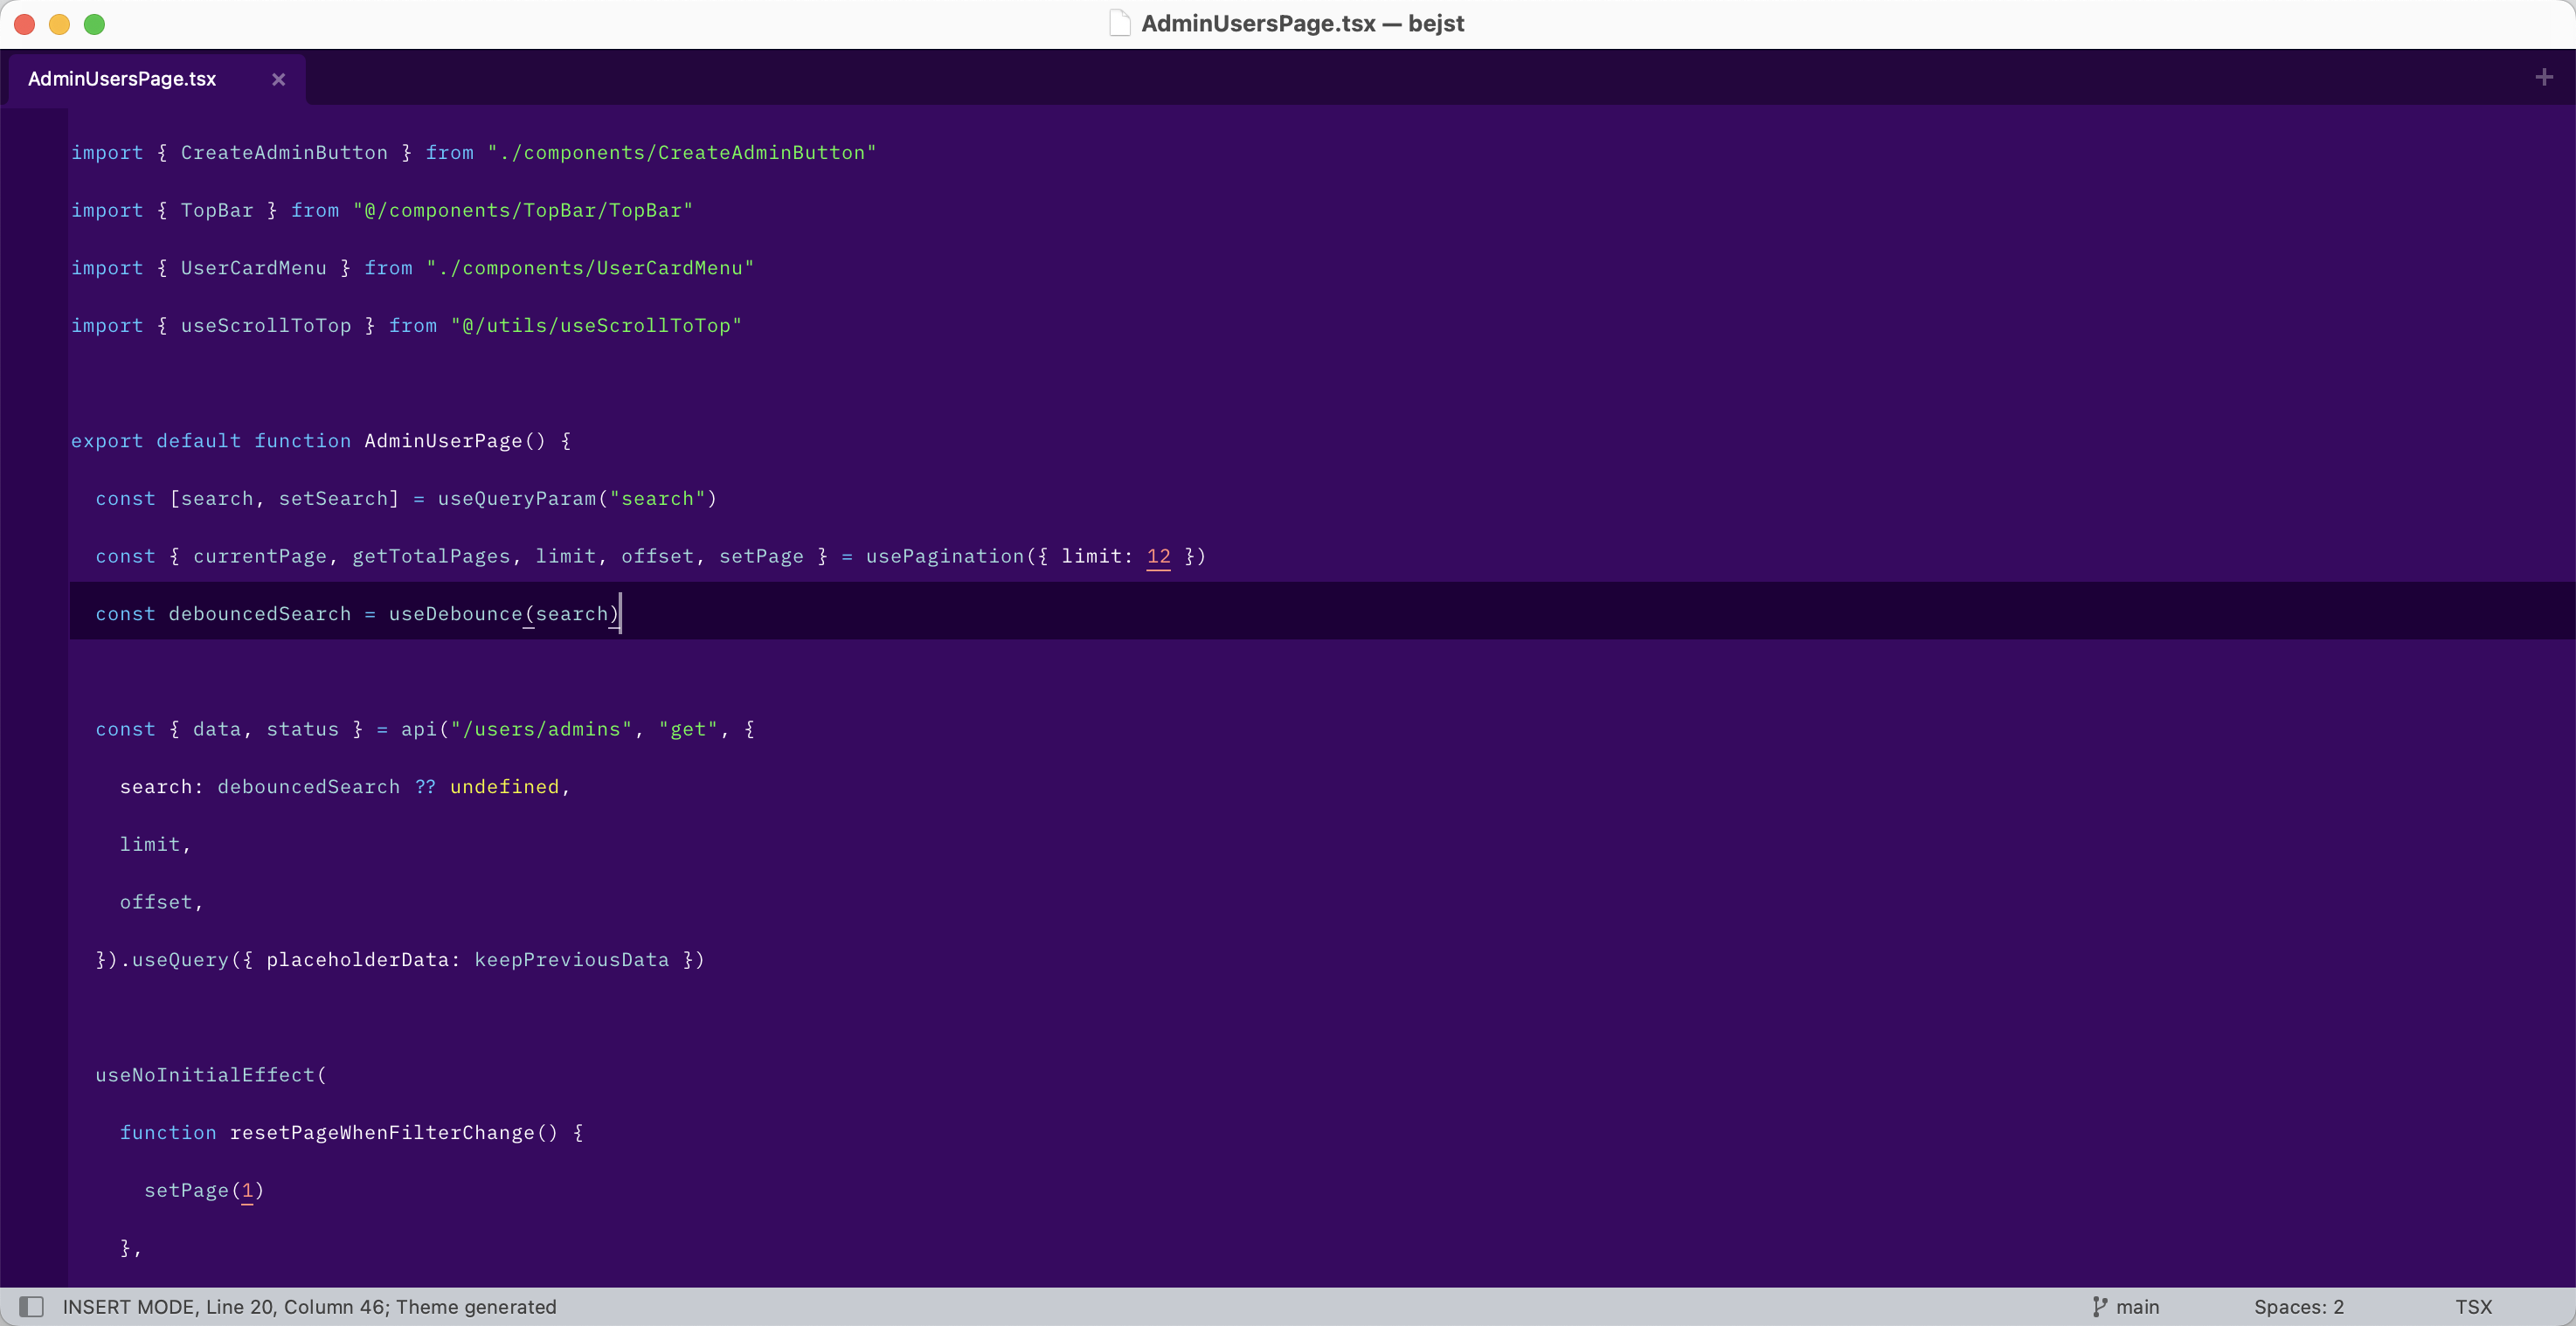 AdminUsersPage.tsx — bejst
AdminUsersPage.tsx
import { CreateAdminButton } from "./components/CreateAdminButton"
import { TopBar } from "@/components/TopBar/TopBar"
import { UserCardMenu } from "./components/UserCardMenu"
import { useScrollToTop } from "@/utils/useScrollToTop"
export default function AdminUserPage() {
  const [search, setSearch] = useQueryParam("search")
  const { currentPage, getTotalPages, limit, offset, setPage } = usePagination({ limit: 12 })
  const debouncedSearch = useDebounce(search)
  const { data, status } = api("/users/admins", "get", {
    search: debouncedSearch ?? undefined,
    limit,
    offset,
  }).useQuery({ placeholderData: keepPreviousData })
  useNoInitialEffect(
    function resetPageWhenFilterChange() {
      setPage(1)
    },
INSERT MODE, Line 20, Column 46; Theme generated
main
Spaces: 2
TSX